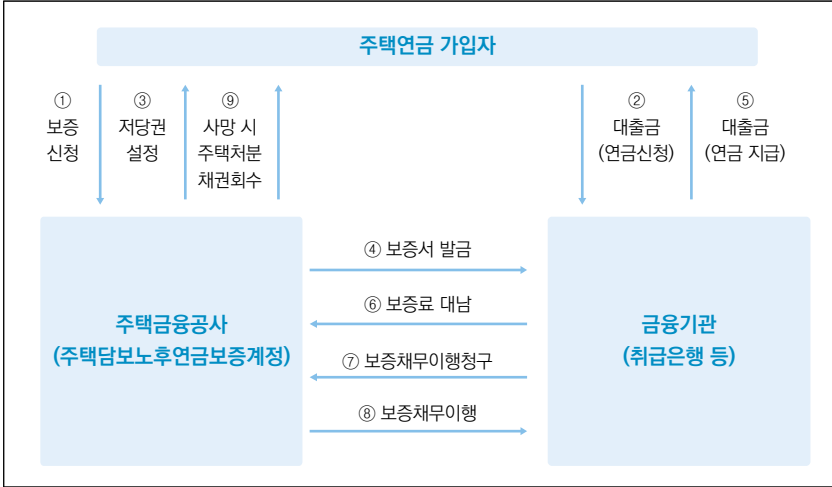 주택연금 가입자
①
보증
신청
③
저당권
설정
⑨
사망 시
주택처분
채권회수
②
대출금
(연금신청)
⑤
대출금
(연금 지급)
④ 보증서 발금
⑥ 보증료 대남
⑦ 보증채무이행청구
⑧ 보증채무이행
주택금융공사
(주택담보노후연금보증계정)
금융기관
(취급은행 등)